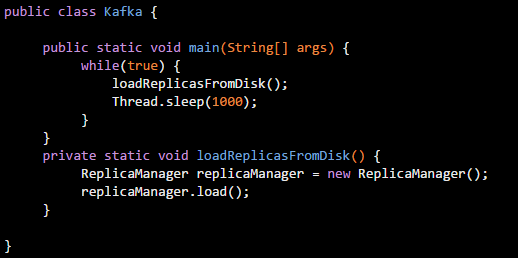 public class Kafka {
public static void main(String[] args) {
while(true) {
loadReplicasFromDisk();
Thread.sleep(1000);
}
}
private static void loadReplicasFromDisk() {
ReplicaManager replicaManager = new ReplicaManager();
replicaManager.load();
}
}